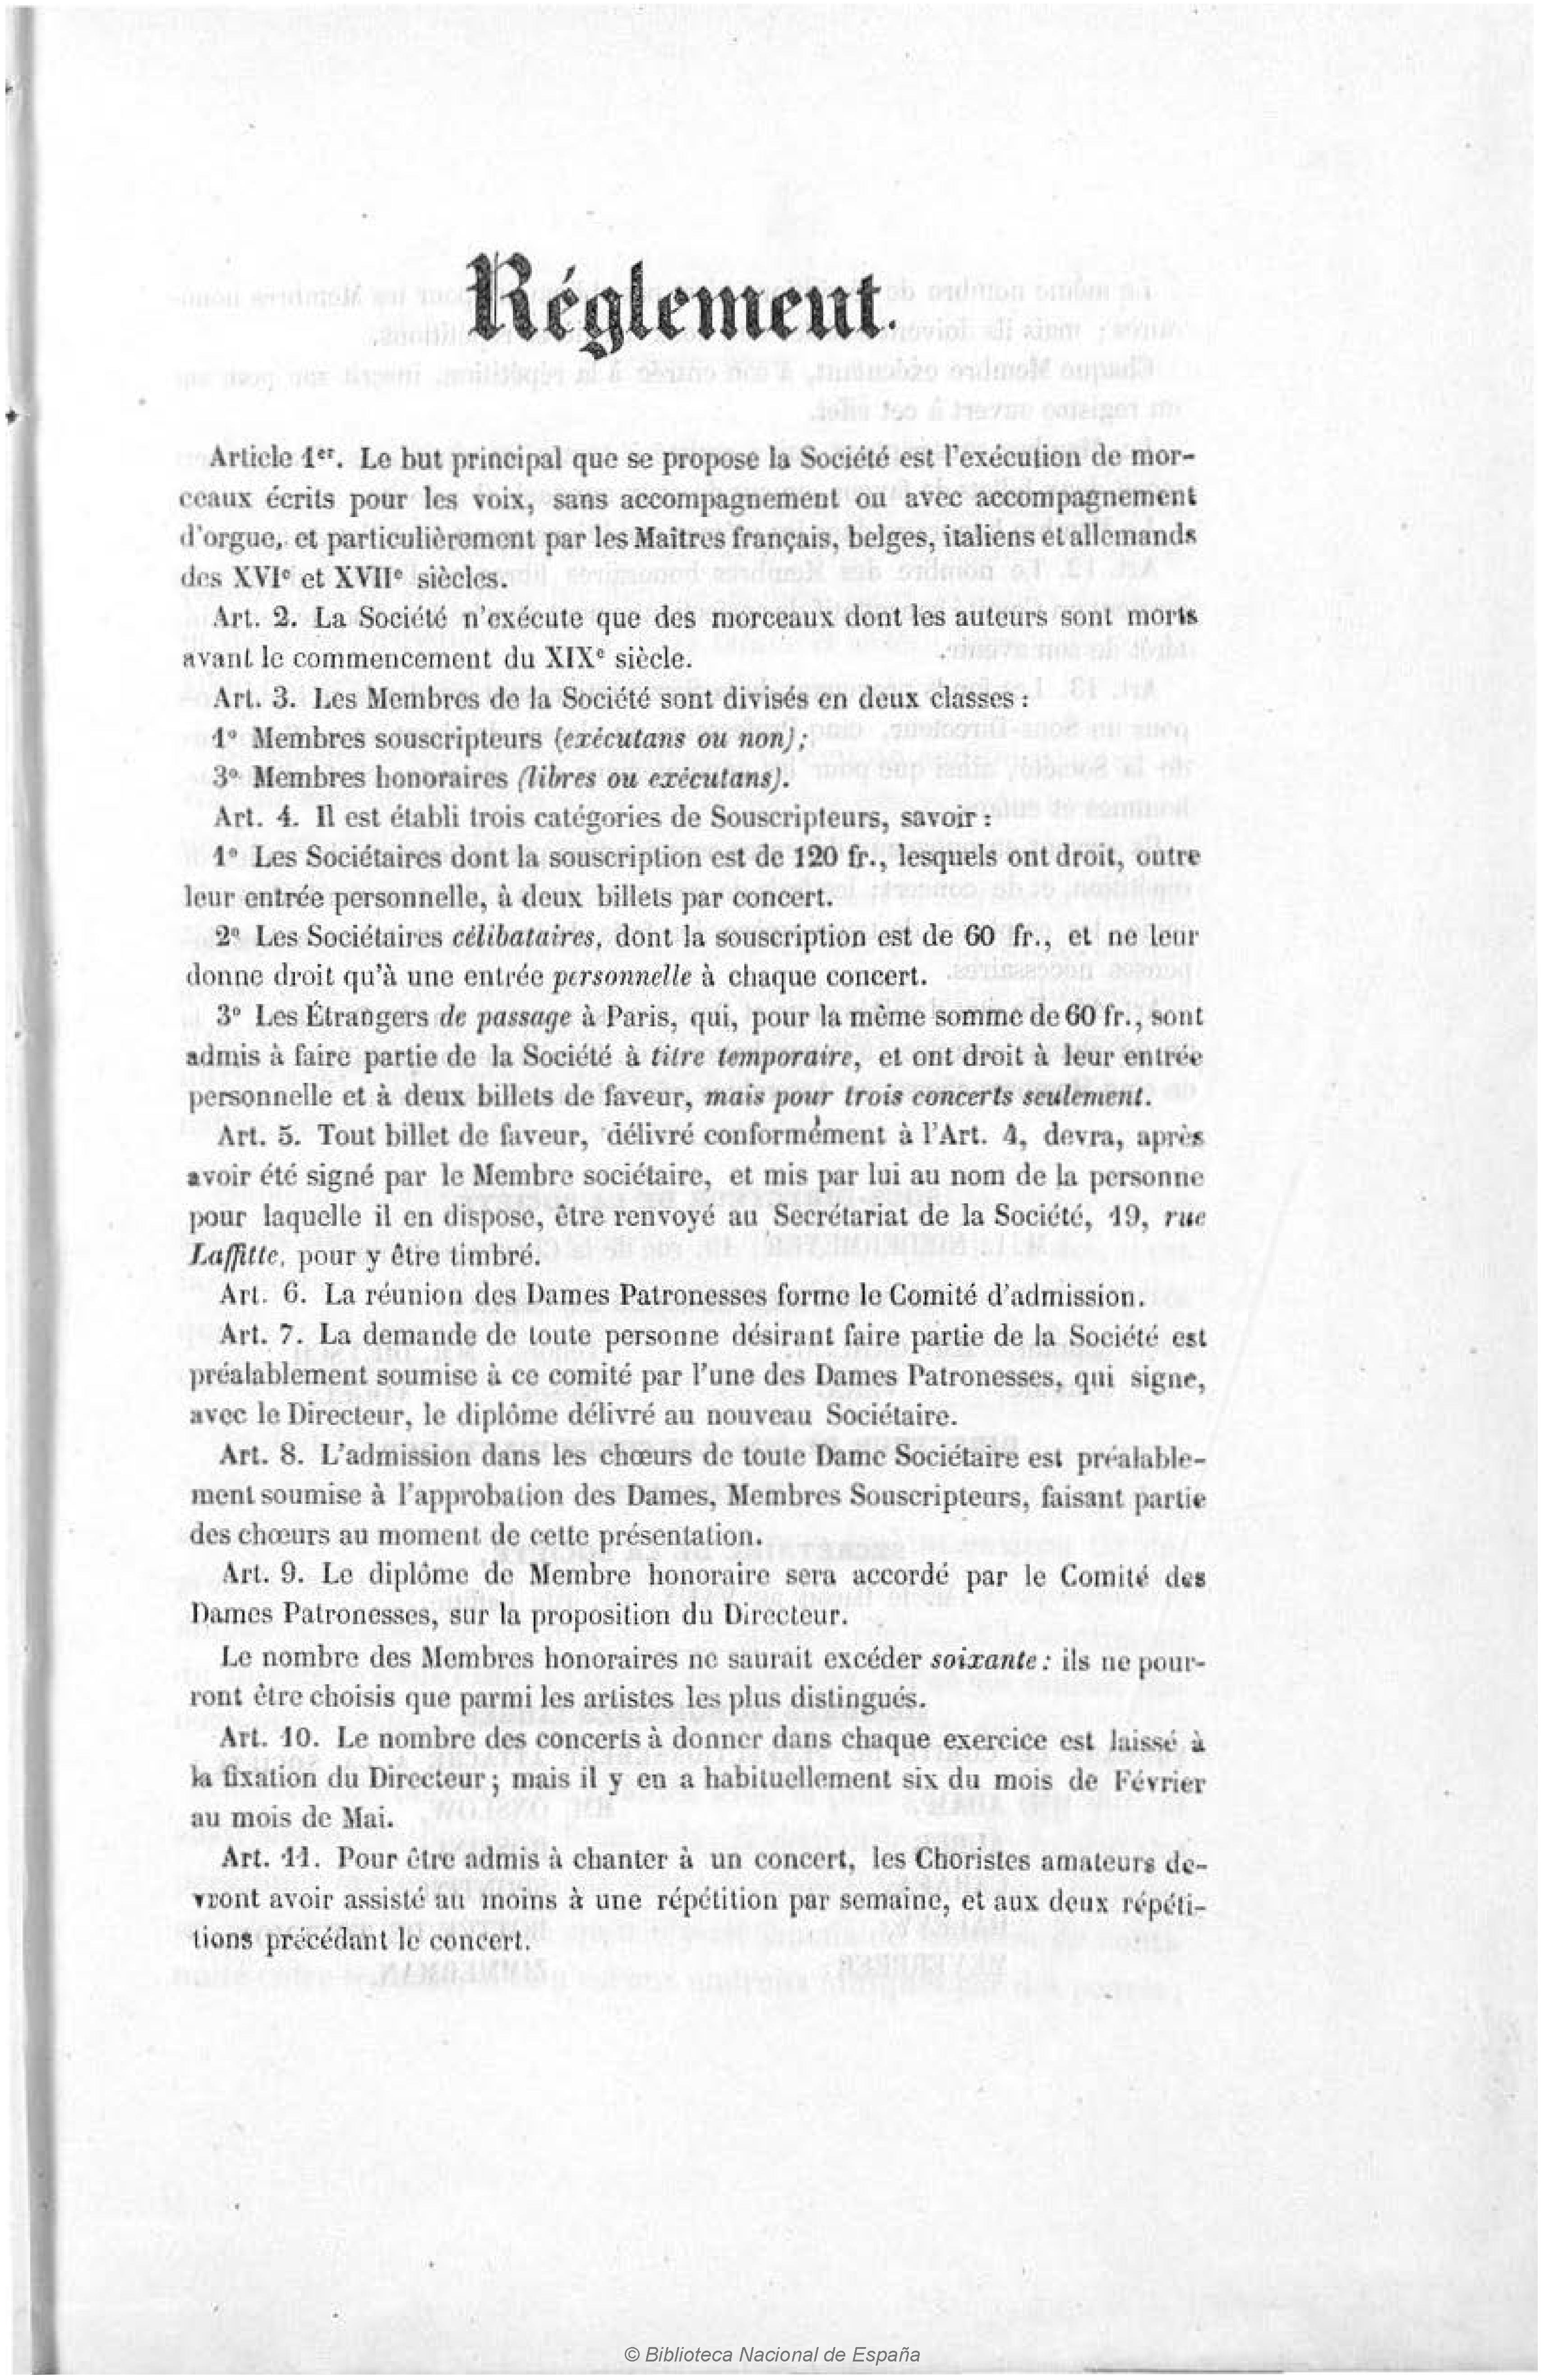 Réglement.
Article 1er. Le but principal que se propose la Société est l'exécution de mor-
ceaux écrits pour les voix, sans accompagnement ou avec accompagnement
d'orgue, et particulièrement par les Maîtres français, belges, italiens et allemands
des XVIe et XVIIe siècles.
Art. 2. La Société n'exécute que des morceaux dont les auteurs sont morts
avant le commencement du XIXe siècle.
Art. 3. Les Membres de la Société sont divisés en deux classes :
1º Membres souscripteurs (exécutans ou non);
3º Membres honoraires (libres ou exécutans).
Art. 4. Il est établi trois catégories de Souscripteurs, savoir :
1º Les Sociétaires dont la souscription est de 120 fr., lesquels ont droit, outre
leur entrée personnelle, à deux billets par concert.
2º Les Sociétaires célibataires, dont la souscription est de 60 fr., et ne leur
donne droit qu'à une entrée personnelle à chaque concert.
3º Les Étrangers de passage à Paris, qui, pour la même somme de 60 fr., sont
admis à faire partie de la Société à titre temporaire, et ont droit à leur entrée
personnelle et à deux billets de faveur, mais pour trois concerts seulement.
Art. 5. Tout billet de faveur, délivré conformément à l'Art. 4, devra, après
avoir été signé par le Membre sociétaire, et mis par lui au nom de la personne
pour laquelle il en dispose, être renvoyé au Secrétariat de la Société, 19, rue
Laffitte, pour y être timbré.
Art. 6. La réunion des Dames Patronesses forme le Comité d'admission.
Art. 7. La demande de toute personne désirant faire partie de la Société est
préalablement soumise à ce comité par l'une des Dames Patronesses, qui signe,
avec le Directeur, le diplôme délivré au nouveau Sociétaire.
Art. 8. L'admission dans les chœurs de toute Dame Sociétaire est préalable-
ment soumise à l'approbation des Dames, Membres Souscripteurs, faisant partie
des chœurs au moment de cette présentation.
Art. 9. Le diplôme de Membre honoraire sera accordé par le Comité des
Dames Patronesses, sur la proposition du Directeur.
Le nombre des Membres honoraires ne saurait excéder soixante : ils ne pour-
ront être choisis que parmi les artistes les plus distingués.
Art. 10. Le nombre des concerts à donner dans chaque exercice est laissé à
la fixation du Directeur ; mais il y en a habituellement six du mois de Février
au mois de Mai.
Art. 11. Pour être admis à chanter à un concert, les Choristes amateurs de-
vront avoir assisté au moins à une répétition par semaine, et aux deux répéti-
tions précédant le concert.
© Biblioteca Nacional de España